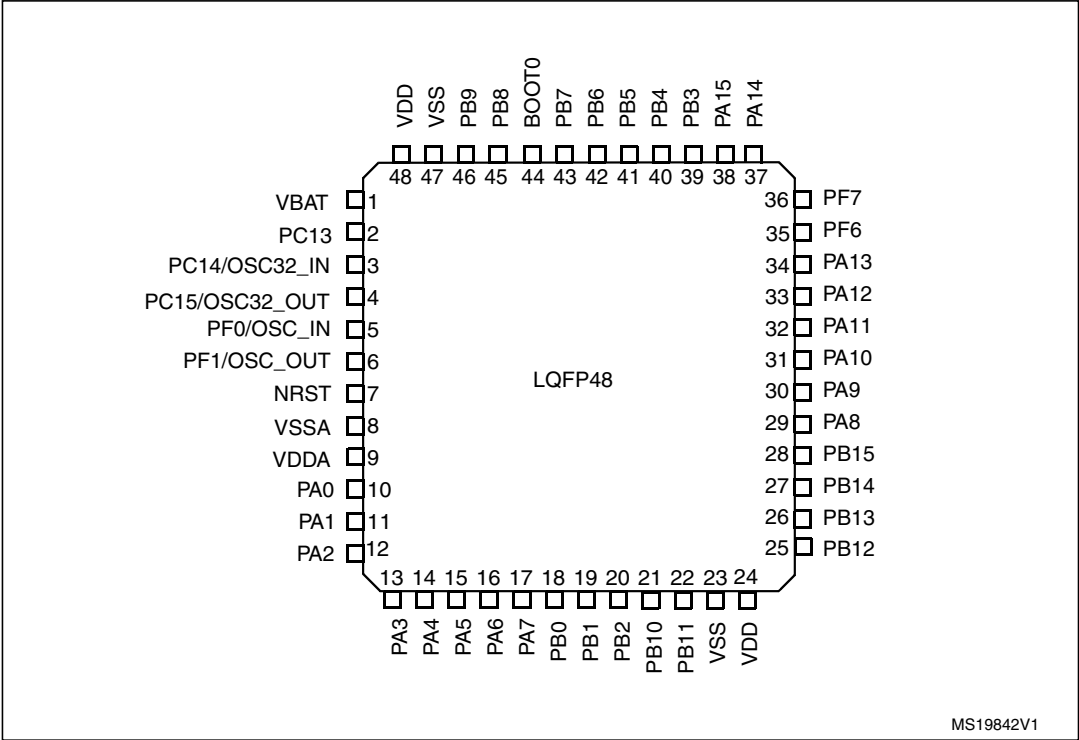 VDD
VSS
PB9
PB8
BOOT0
PB7
PB6
PB5
PB4
PB3
PA15
PA14
48 47 46 45 44 43 42 41 40 39 38 37
VBAT 1
PC13 2
PC14/OSC32_IN 3
PC15/OSC32_OUT 4
PF0/OSC_IN 5
PF1/OSC_OUT 6
NRST 7
VSSA 8
VDDA 9
PA0 10
PA1 11
PA2 12
LQFP48
36 PF7
35 PF6
34 PA13
33 PA12
32 PA11
31 PA10
30 PA9
29 PA8
28 PB15
27 PB14
26 PB13
25 PB12
13 14 15 16 17 18 19 20 21 22 23 24
PA3
PA4
PA5
PA6
PA7
PB0
PB1
PB2
PB10
PB11
VSS
VDD
MS19842V1